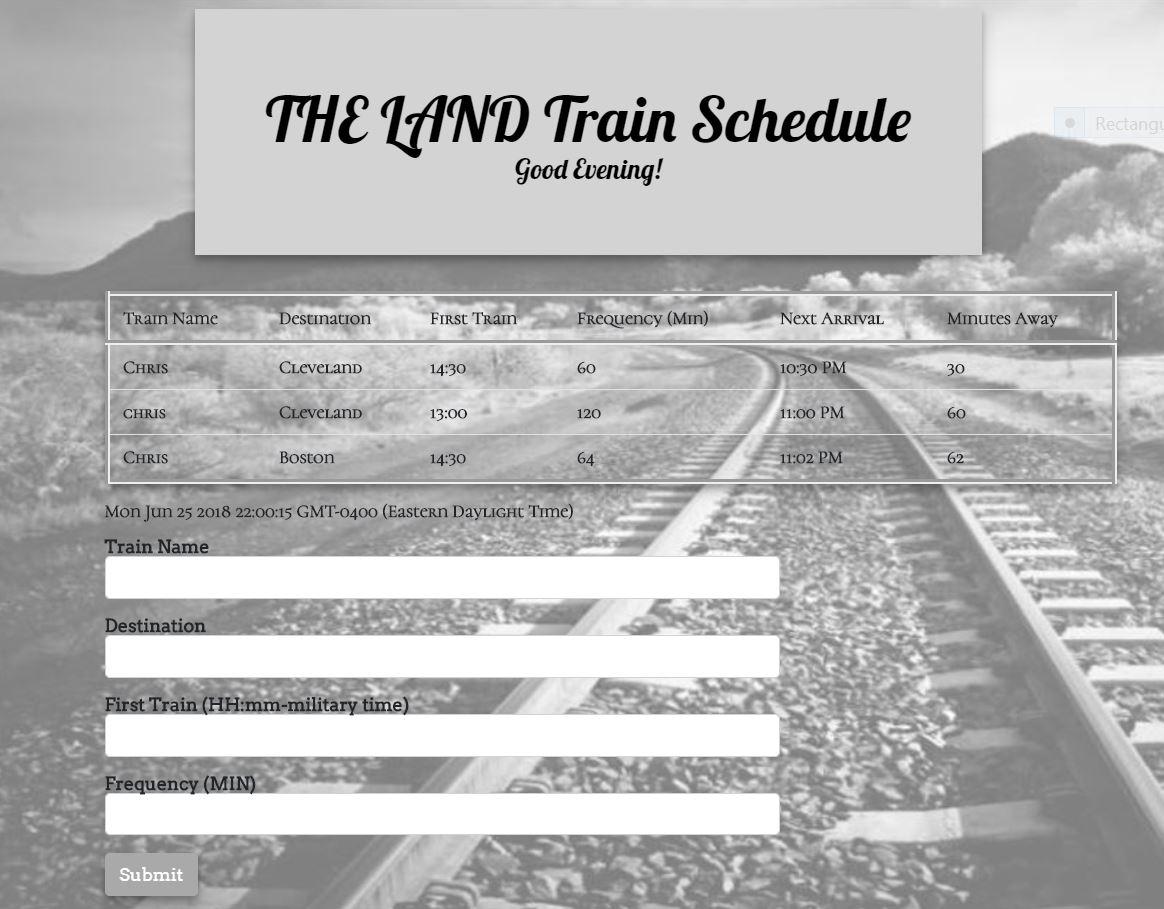 THE LAND Train Schedule
Good Evening!
Rectangu
Train Name Destination First Train Frequency (Min) Next Arrival Minutes Away
Chris Cleveland 14:30 60 10:30 PM 30
chris Cleveland 13:00 120 11:00 PM 60
Chris Boston 14:30 64 11:02 PM 62
Mon Jun 25 2018 22:00:15 GMT-0400 (Eastern Daylight Time)
Train Name
Destination
First Train (HH:mm-military time)
Frequency (MIN)
Submit